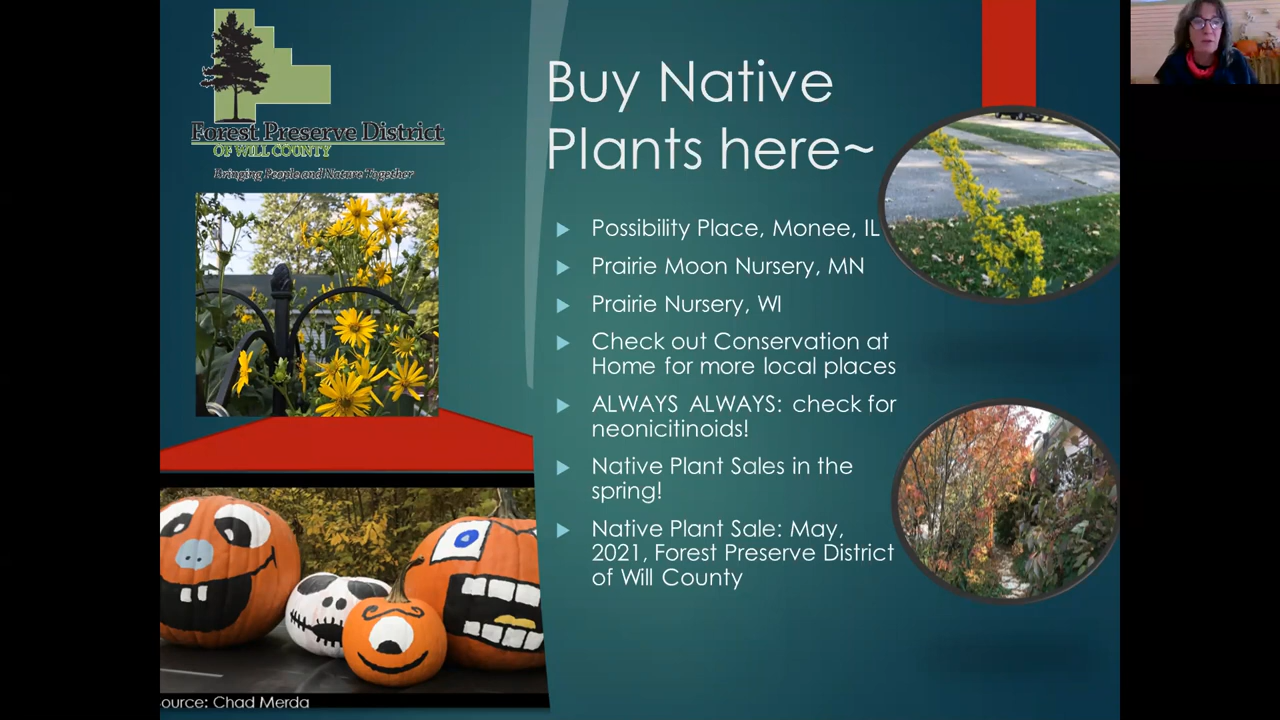 Forest Preserve District
OF WILL COUNTY
Bringing People and Nature Together
Buy Native
Plants here~
Possibility Place, Monee, IL
Prairie Moon Nursery, MN
Prairie Nursery, WI
Check out Conservation at
Home for more local places
ALWAYS ALWAYS: check for
neonicitinoids!
Native Plant Sales in the
spring!
Native Plant Sale: May,
2021, Forest Preserve District
of Will County
ource: Chad Merda